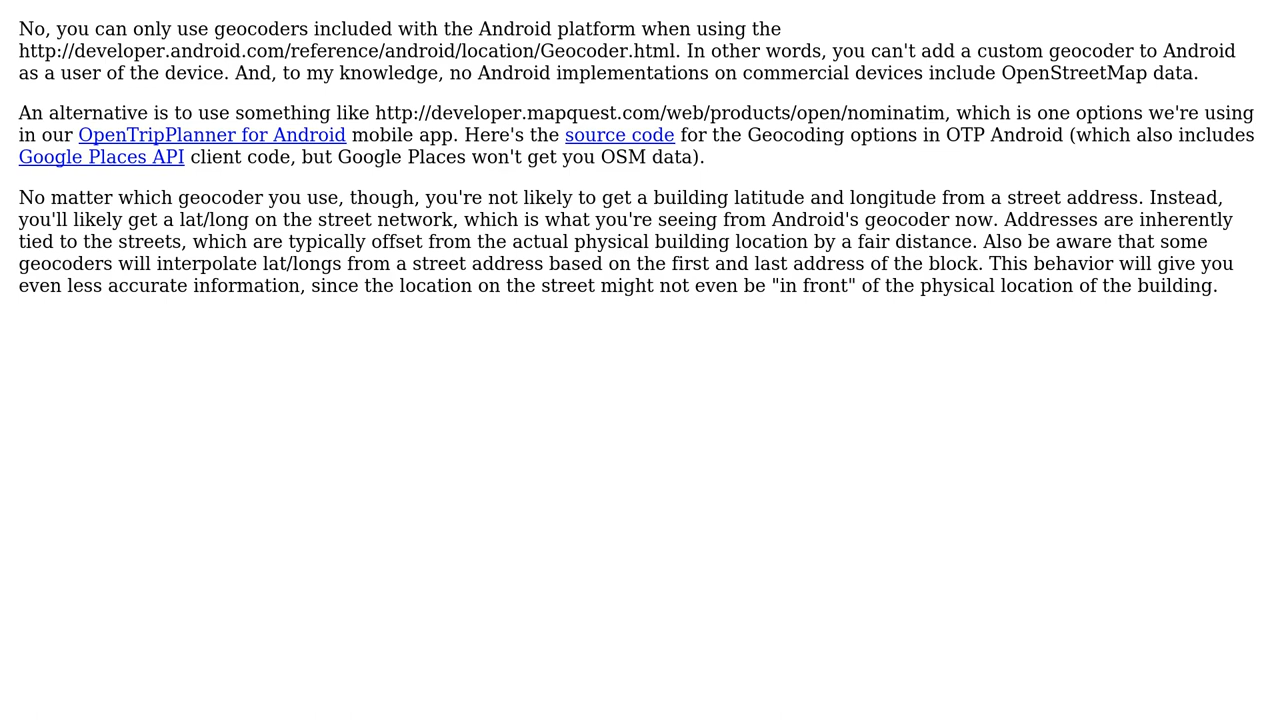 No, you can only use geocoders included with the Android platform when using the
http://developer.android.com/reference/android/location/Geocoder.html. In other words, you can't add a custom geocoder to Android
as a user of the device. And, to my knowledge, no Android implementations on commercial devices include OpenStreetMap data.
An alternative is to use something like http://developer.mapquest.com/web/products/open/nominatim, which is one options we're using
in our OpenTripPlanner for Android mobile app. Here's the source code for the Geocoding options in OTP Android (which also includes
Google Places API client code, but Google Places won't get you OSM data).
No matter which geocoder you use, though, you're not likely to get a building latitude and longitude from a street address. Instead,
you'll likely get a lat/long on the street network, which is what you're seeing from Android's geocoder now. Addresses are inherently
tied to the streets, which are typically offset from the actual physical building location by a fair distance. Also be aware that some
geocoders will interpolate lat/longs from a street address based on the first and last address of the block. This behavior will give you
even less accurate information, since the location on the street might not even be "in front" of the physical location of the building.